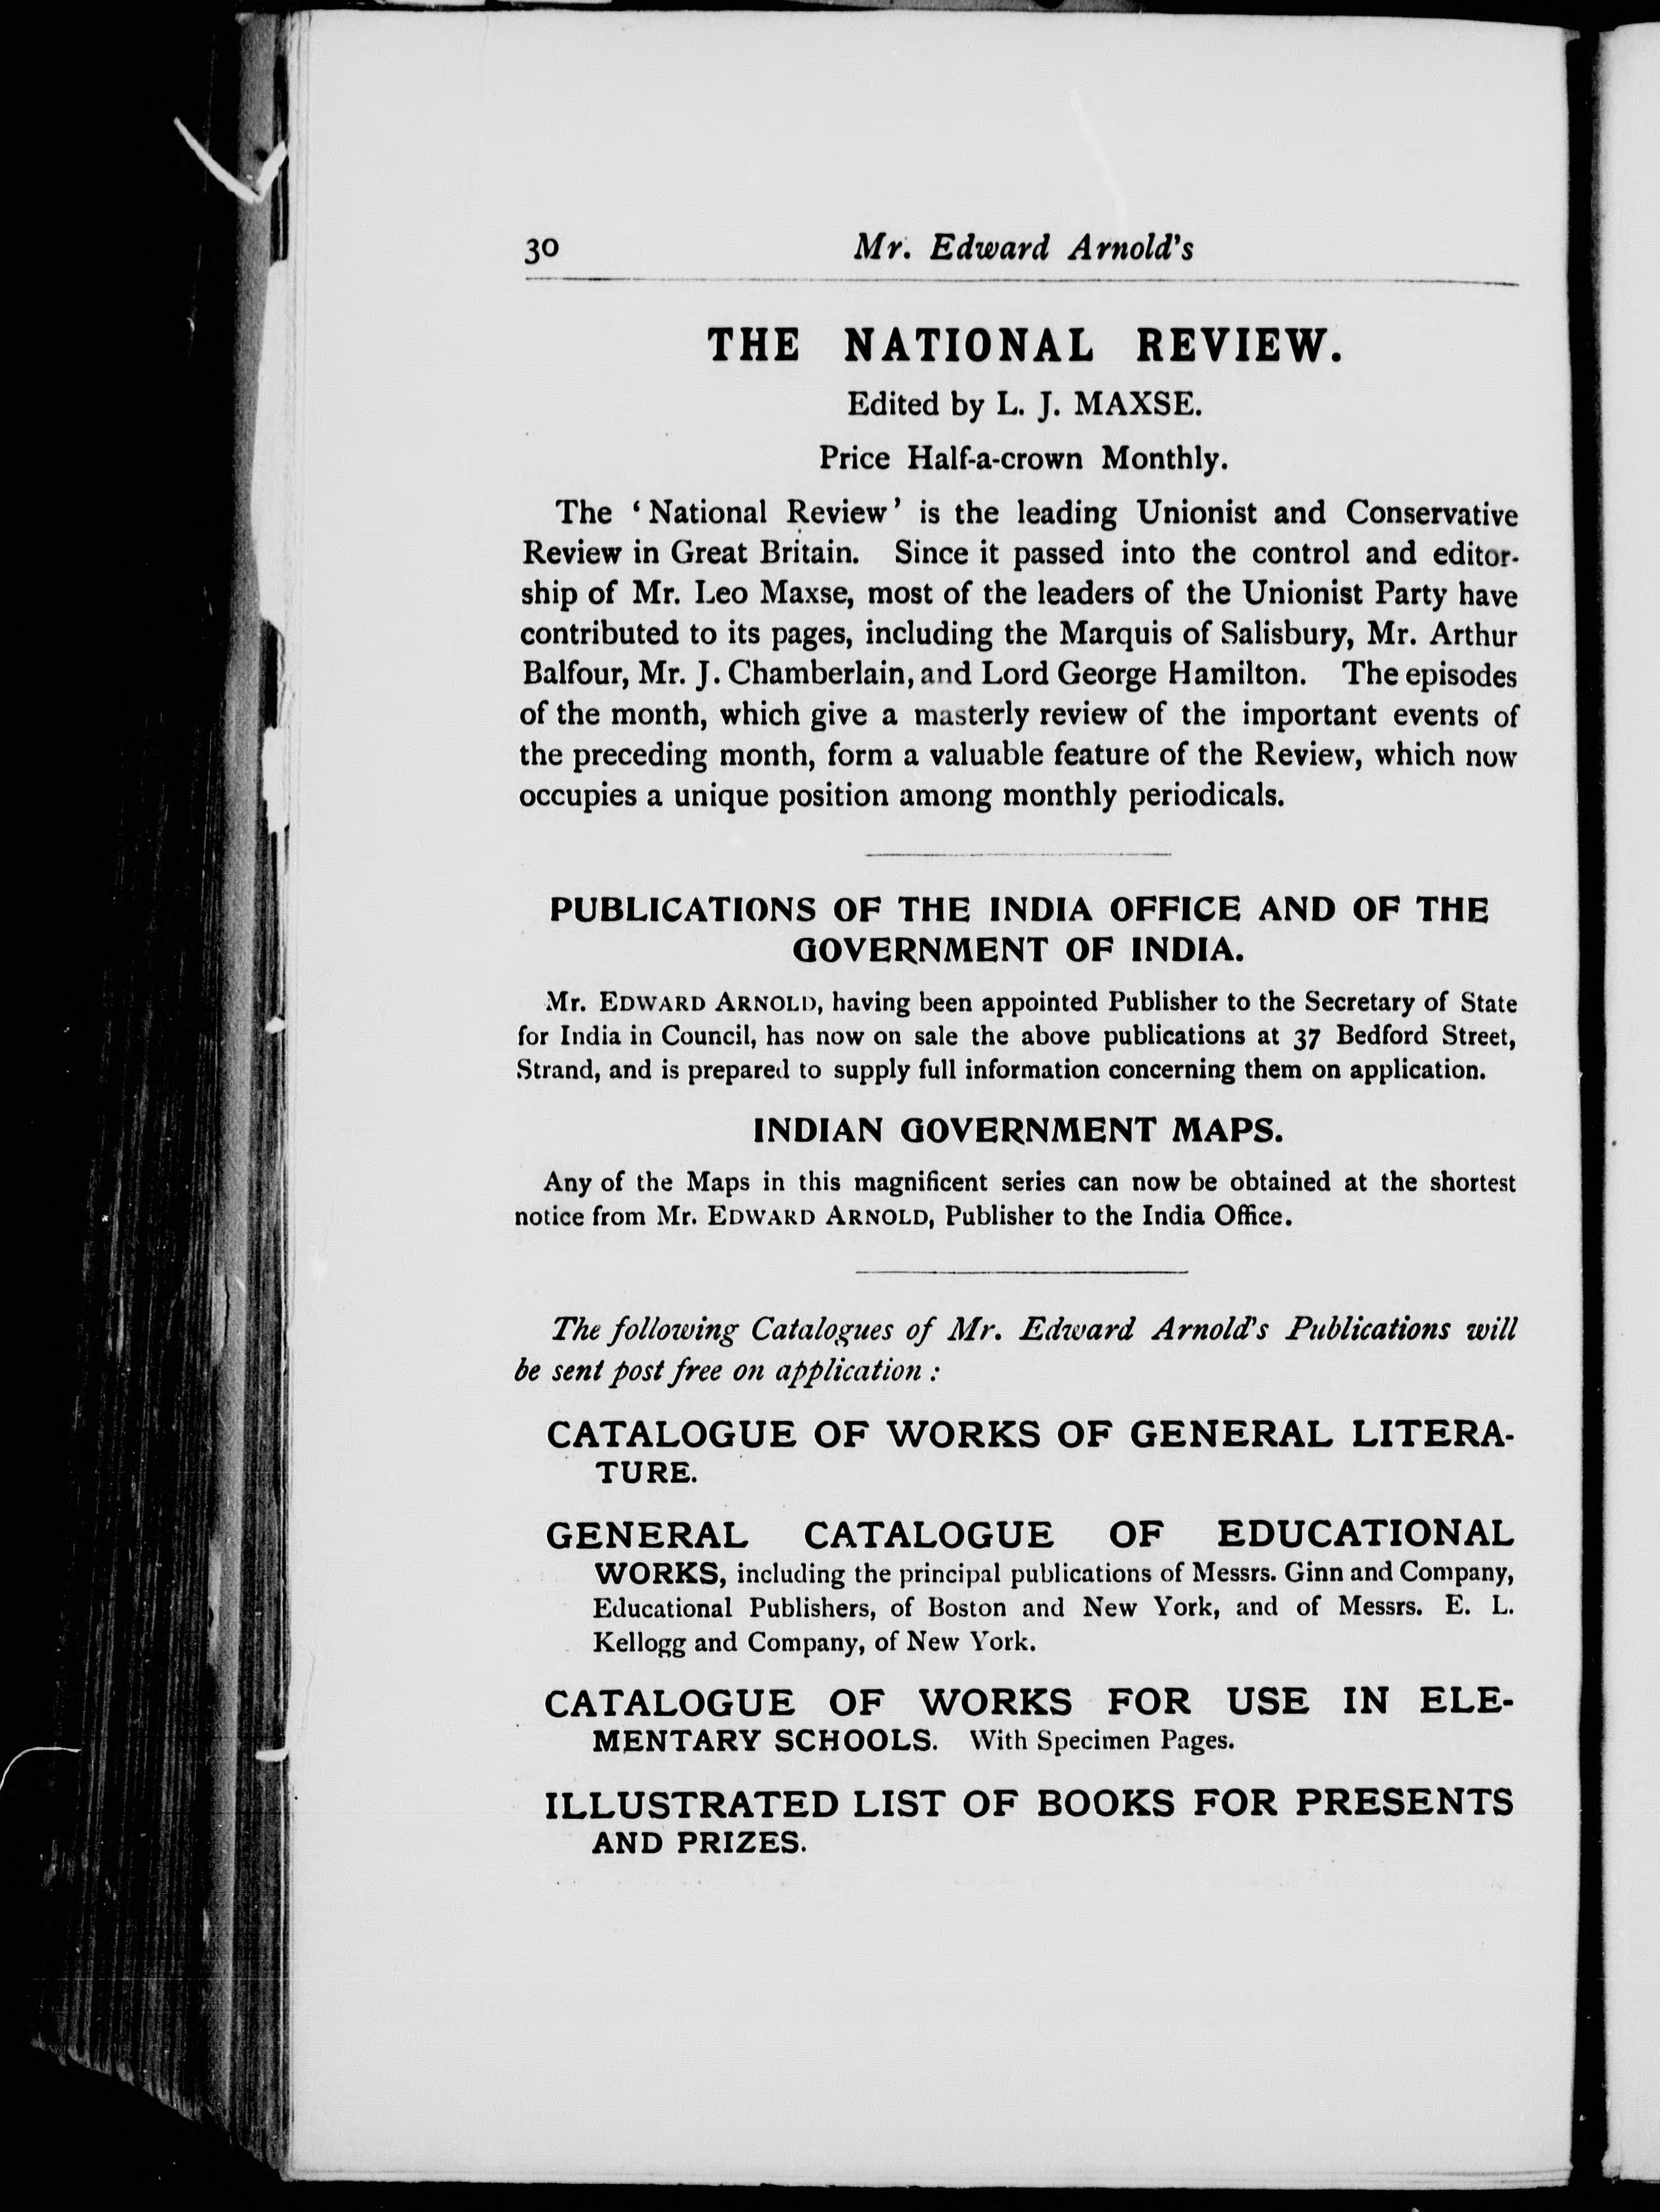 30
Mr. Edward Arnold's
THE NATIONAL REVIEW.
Edited by L. J. MAXSE.
Price Half-a-crown Monthly.
The ‘National Review’ is the leading Unionist and Conservative
Review in Great Britain. Since it passed into the control and editor-
ship of Mr. Leo Maxse, most of the leaders of the Unionist Party have
contributed to its pages, including the Marquis of Salisbury, Mr. Arthur
Balfour, Mr. J. Chamberlain, and Lord George Hamilton. The episodes
of the month, which give a masterly review of the important events of
the preceding month, form a valuable feature of the Review, which now
occupies a unique position among monthly periodicals.
PUBLICATIONS OF THE INDIA OFFICE AND OF THE
GOVERNMENT OF INDIA.
Mr. EDWARD ARNOLD, having been appointed Publisher to the Secretary of State
for India in Council, has now on sale the above publications at 37 Bedford Street,
Strand, and is prepared to supply full information concerning them on application.
INDIAN GOVERNMENT MAPS.
Any of the Maps in this magnificent series can now be obtained at the shortest
notice from Mr. EDWARD ARNOLD, Publisher to the India Office.
The following Catalogues of Mr. Edward Arnold's Publications will
be sent post free on application :
CATALOGUE OF WORKS OF GENERAL LITERA-
TURE.
GENERAL CATALOGUE OF EDUCATIONAL
WORKS, including the principal publications of Messrs. Ginn and Company,
Educational Publishers, of Boston and New York, and of Messrs. E. L.
Kellogg and Company, of New York.
CATALOGUE OF WORKS FOR USE IN ELE-
MENTARY SCHOOLS. With Specimen Pages.
ILLUSTRATED LIST OF BOOKS FOR PRESENTS
AND PRIZES.